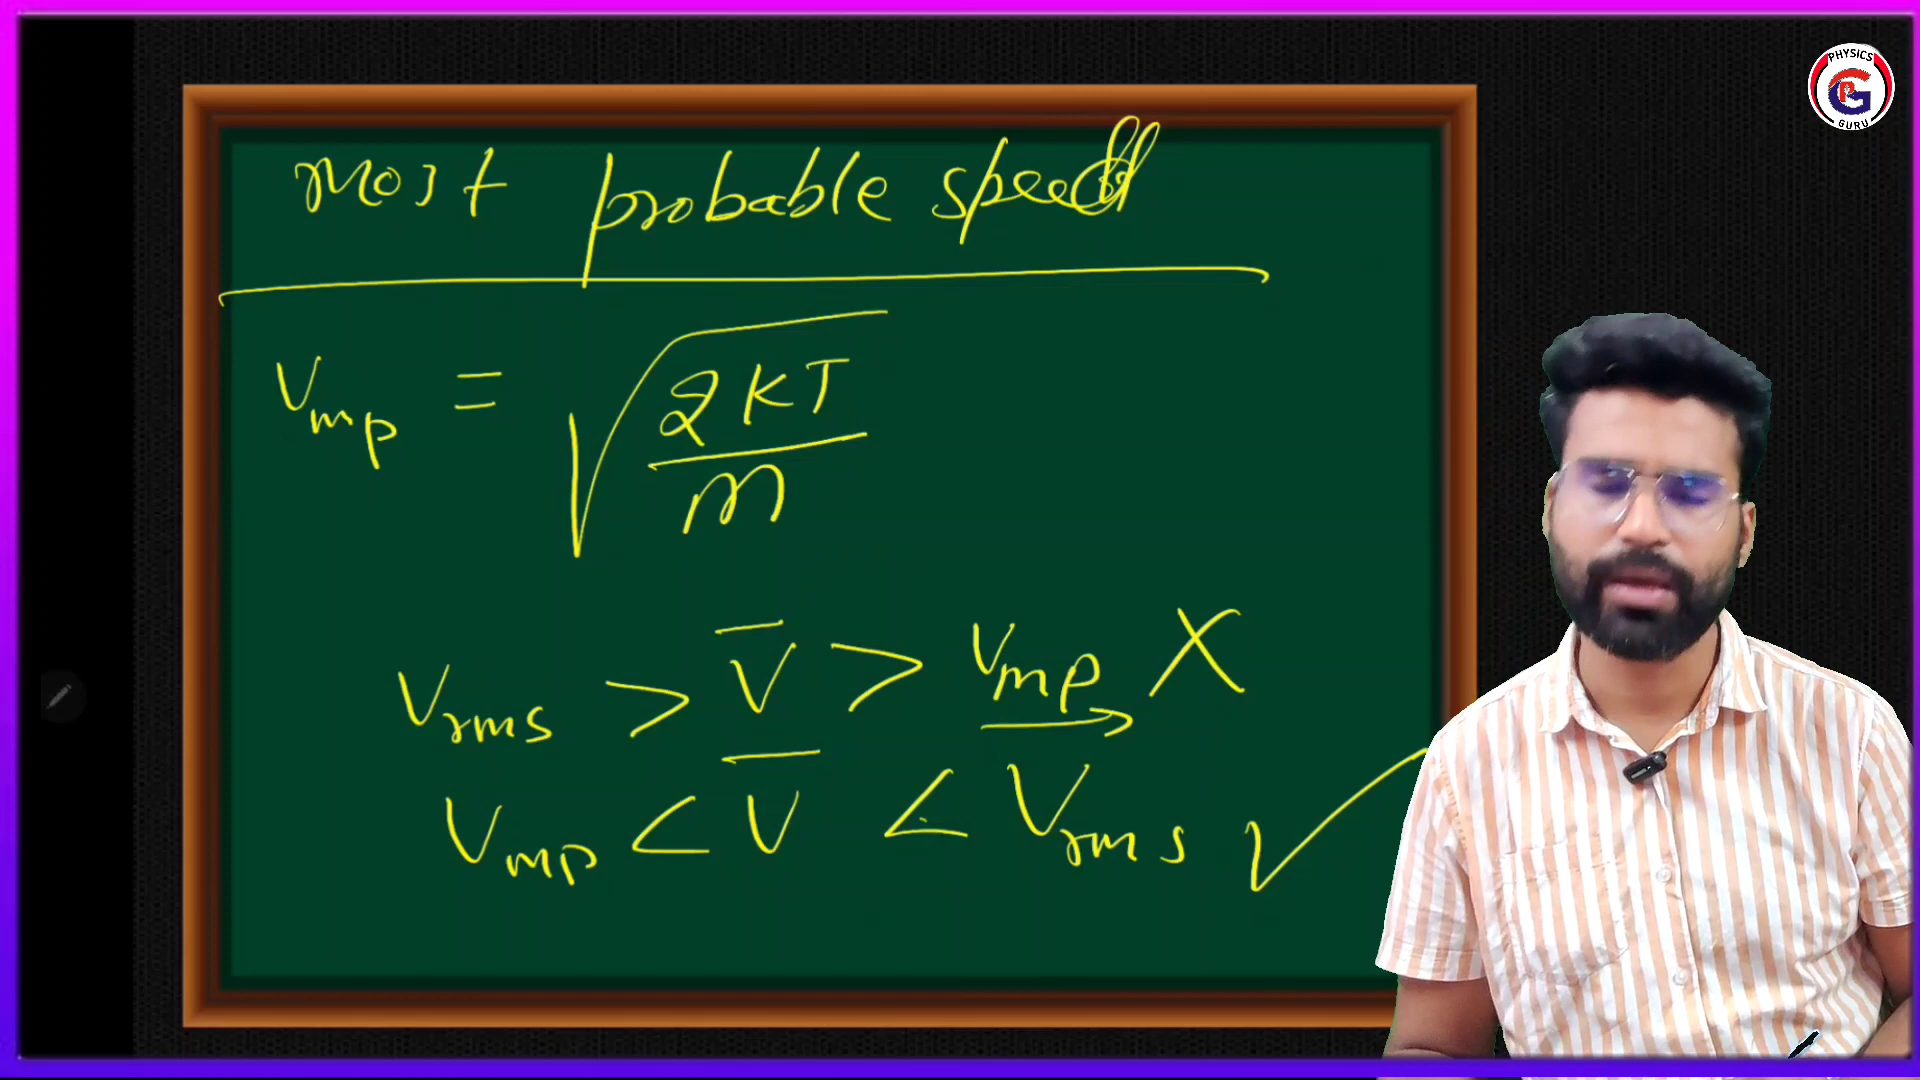 PHYSICS
GURU
most probable speed
Vmp = √(2KT/m)
Vrms > V̅ > Vmp X
Vmp < V̅ < Vrms ✓